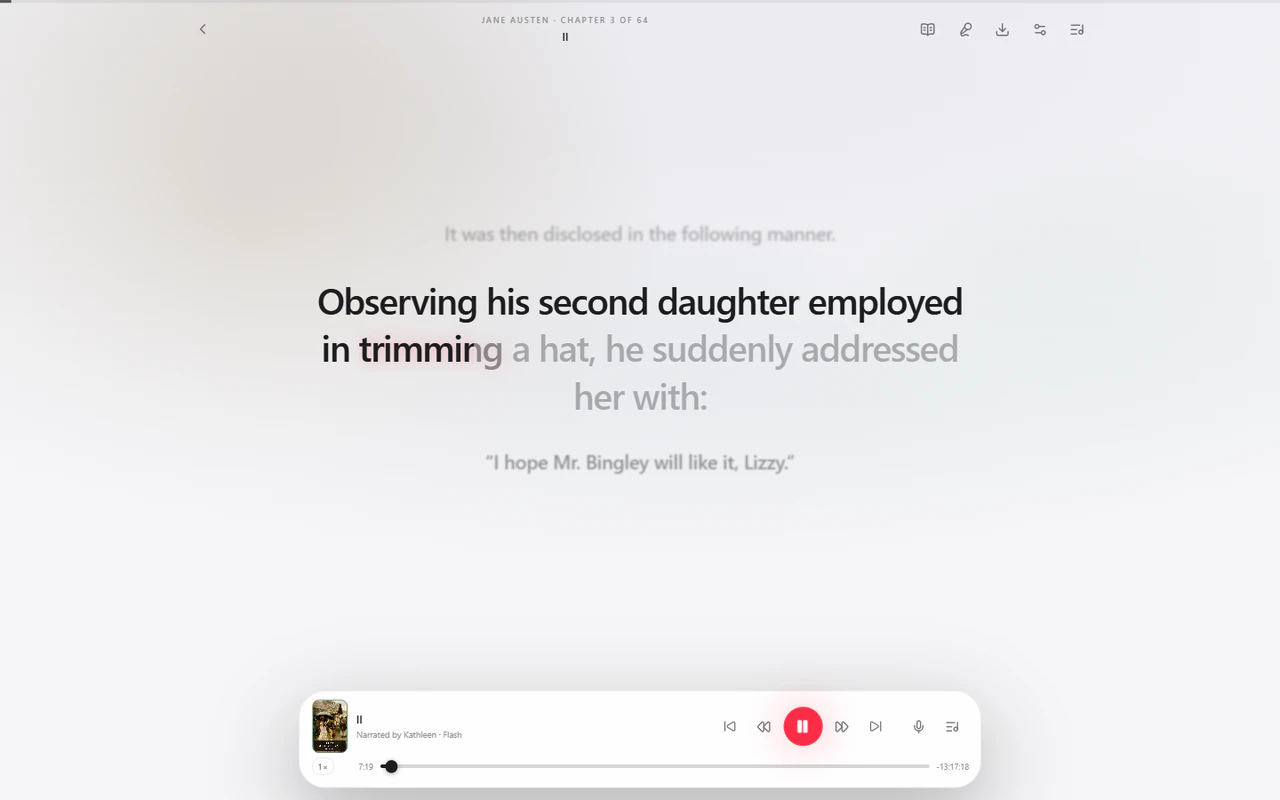 JANE AUSTEN · CHAPTER 3 OF 64
II
It was then disclosed in the following manner.
Observing his second daughter employed
in trimming a hat, he suddenly addressed
her with:
“I hope Mr. Bingley will like it, Lizzy.”
II
Narrated by Kathleen · Flash
1×
7:19
-13:17:18